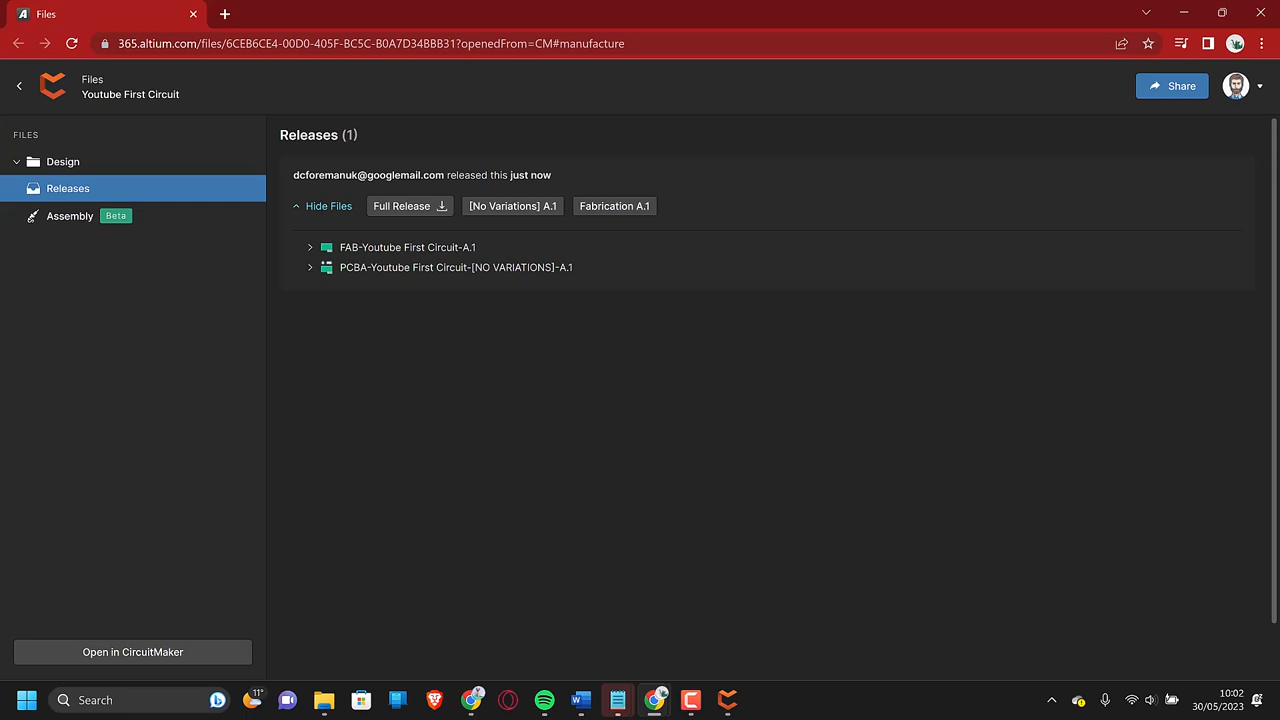 Files
365.altium.com/files/6CEB6CE4-00D0-405F-BC5C-B0A7D34BBB31?openedFrom=CM#manufacture
Files
Youtube First Circuit
Share
FILES
Design
Releases
Assembly Beta
Open in CircuitMaker
Releases (1)
dcforemanuk@googlemail.com released this just now
Hide Files Full Release [No Variations] A.1 Fabrication A.1
FAB-Youtube First Circuit-A.1
PCBA-Youtube First Circuit-[NO VARIATIONS]-A.1
Search
11°
10:02
30/05/2023